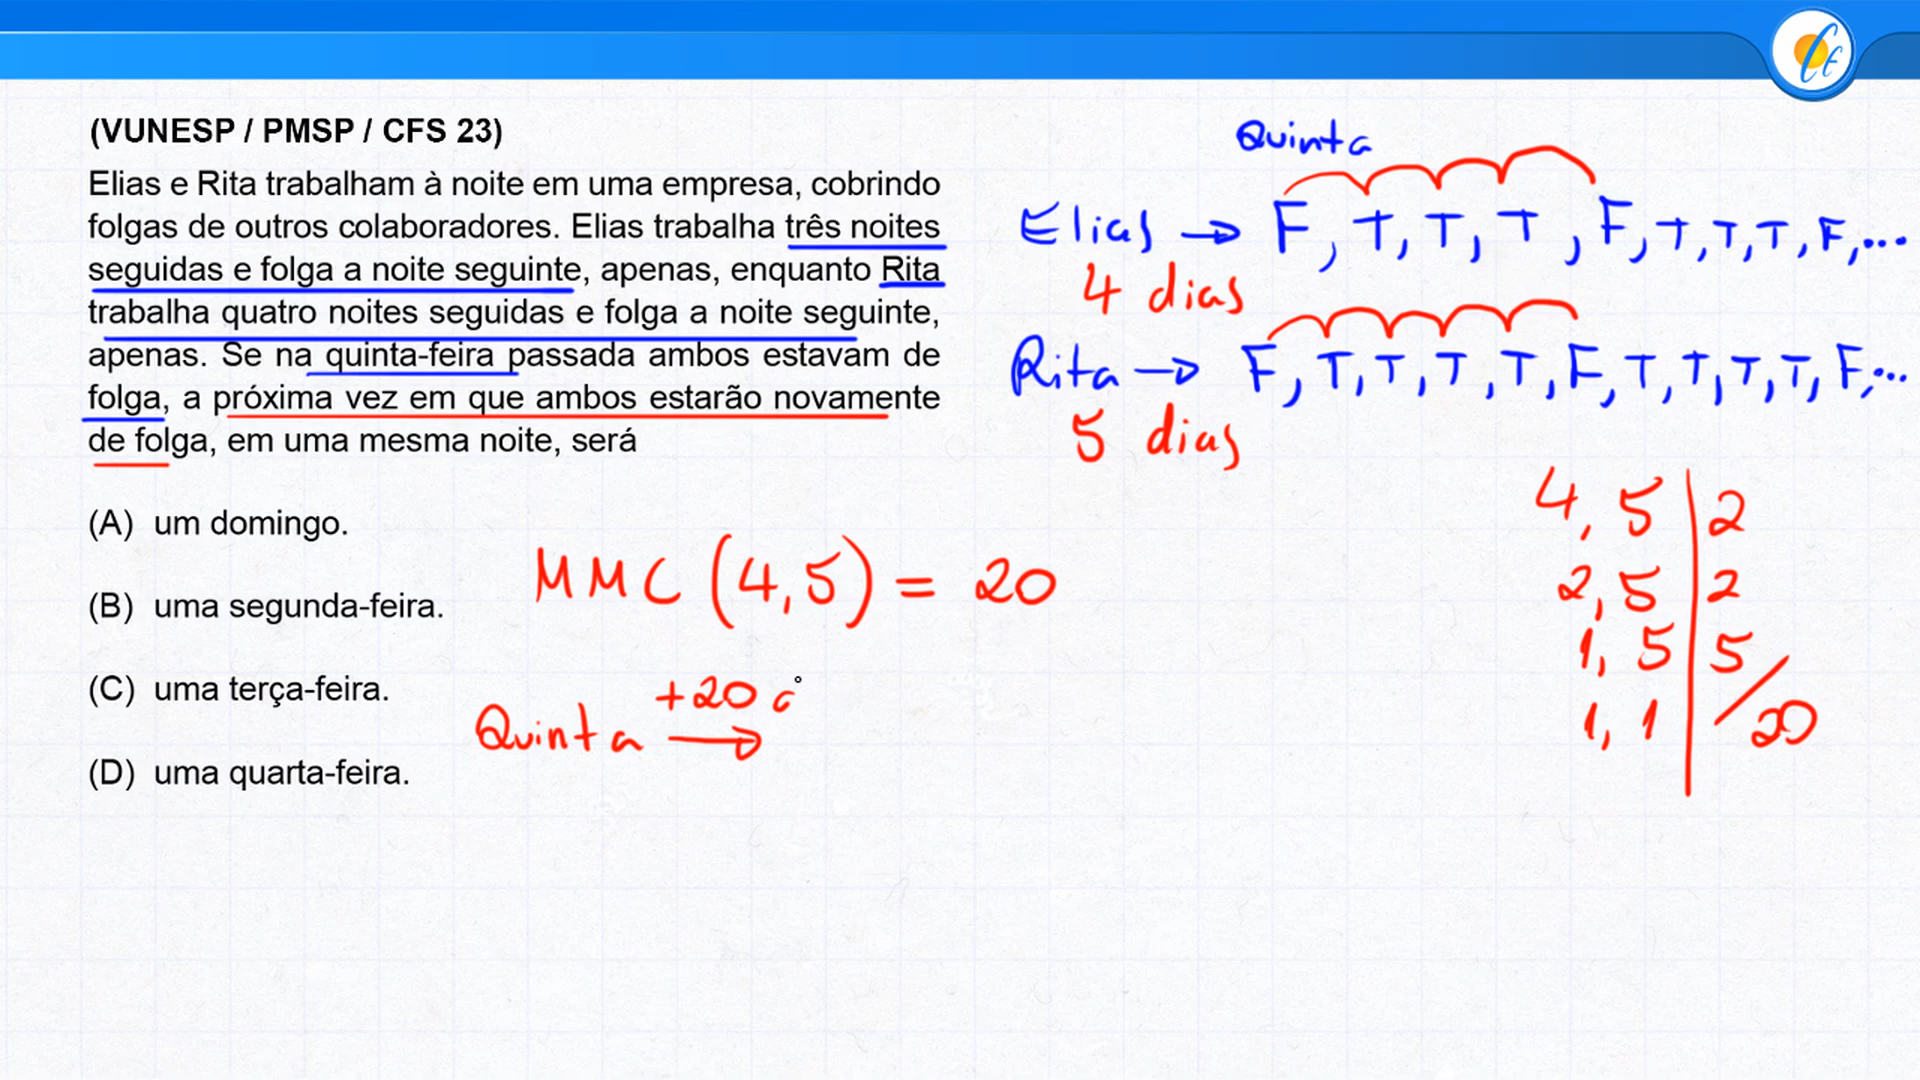 (VUNESP / PMSP / CFS 23)
Elias e Rita trabalham à noite em uma empresa, cobrindo
folgas de outros colaboradores. Elias trabalha três noites
seguidas e folga a noite seguinte, apenas, enquanto Rita
trabalha quatro noites seguidas e folga a noite seguinte,
apenas. Se na quinta-feira passada ambos estavam de
folga, a próxima vez em que ambos estarão novamente
de folga, em uma mesma noite, será
(A) um domingo.
(B) uma segunda-feira.
(C) uma terça-feira.
(D) uma quarta-feira.
Quinta
Elias → F, T, T, T, F, T, T, T, F, ...
4 dias
Rita → F, T, T, T, T, F, T, T, T, T, F, ...
5 dias
MMC (4,5) = 20
+20 c
Quinta →
4, 5 | 2
2, 5 | 2
1, 5 | 5
1, 1 | / 20
CF